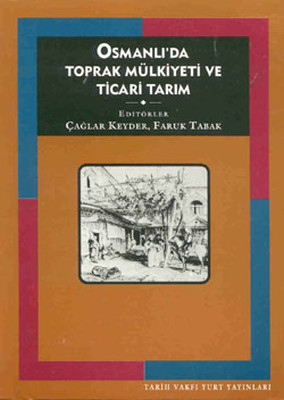 OSMANLI'DA
TOPRAK MÜLKİYETİ VE
TİCARİ TARIM
EDİTÖRLER
ÇAĞLAR KEYDER, FARUK TABAK
TARİH VAKFI YURT YAYINLARI